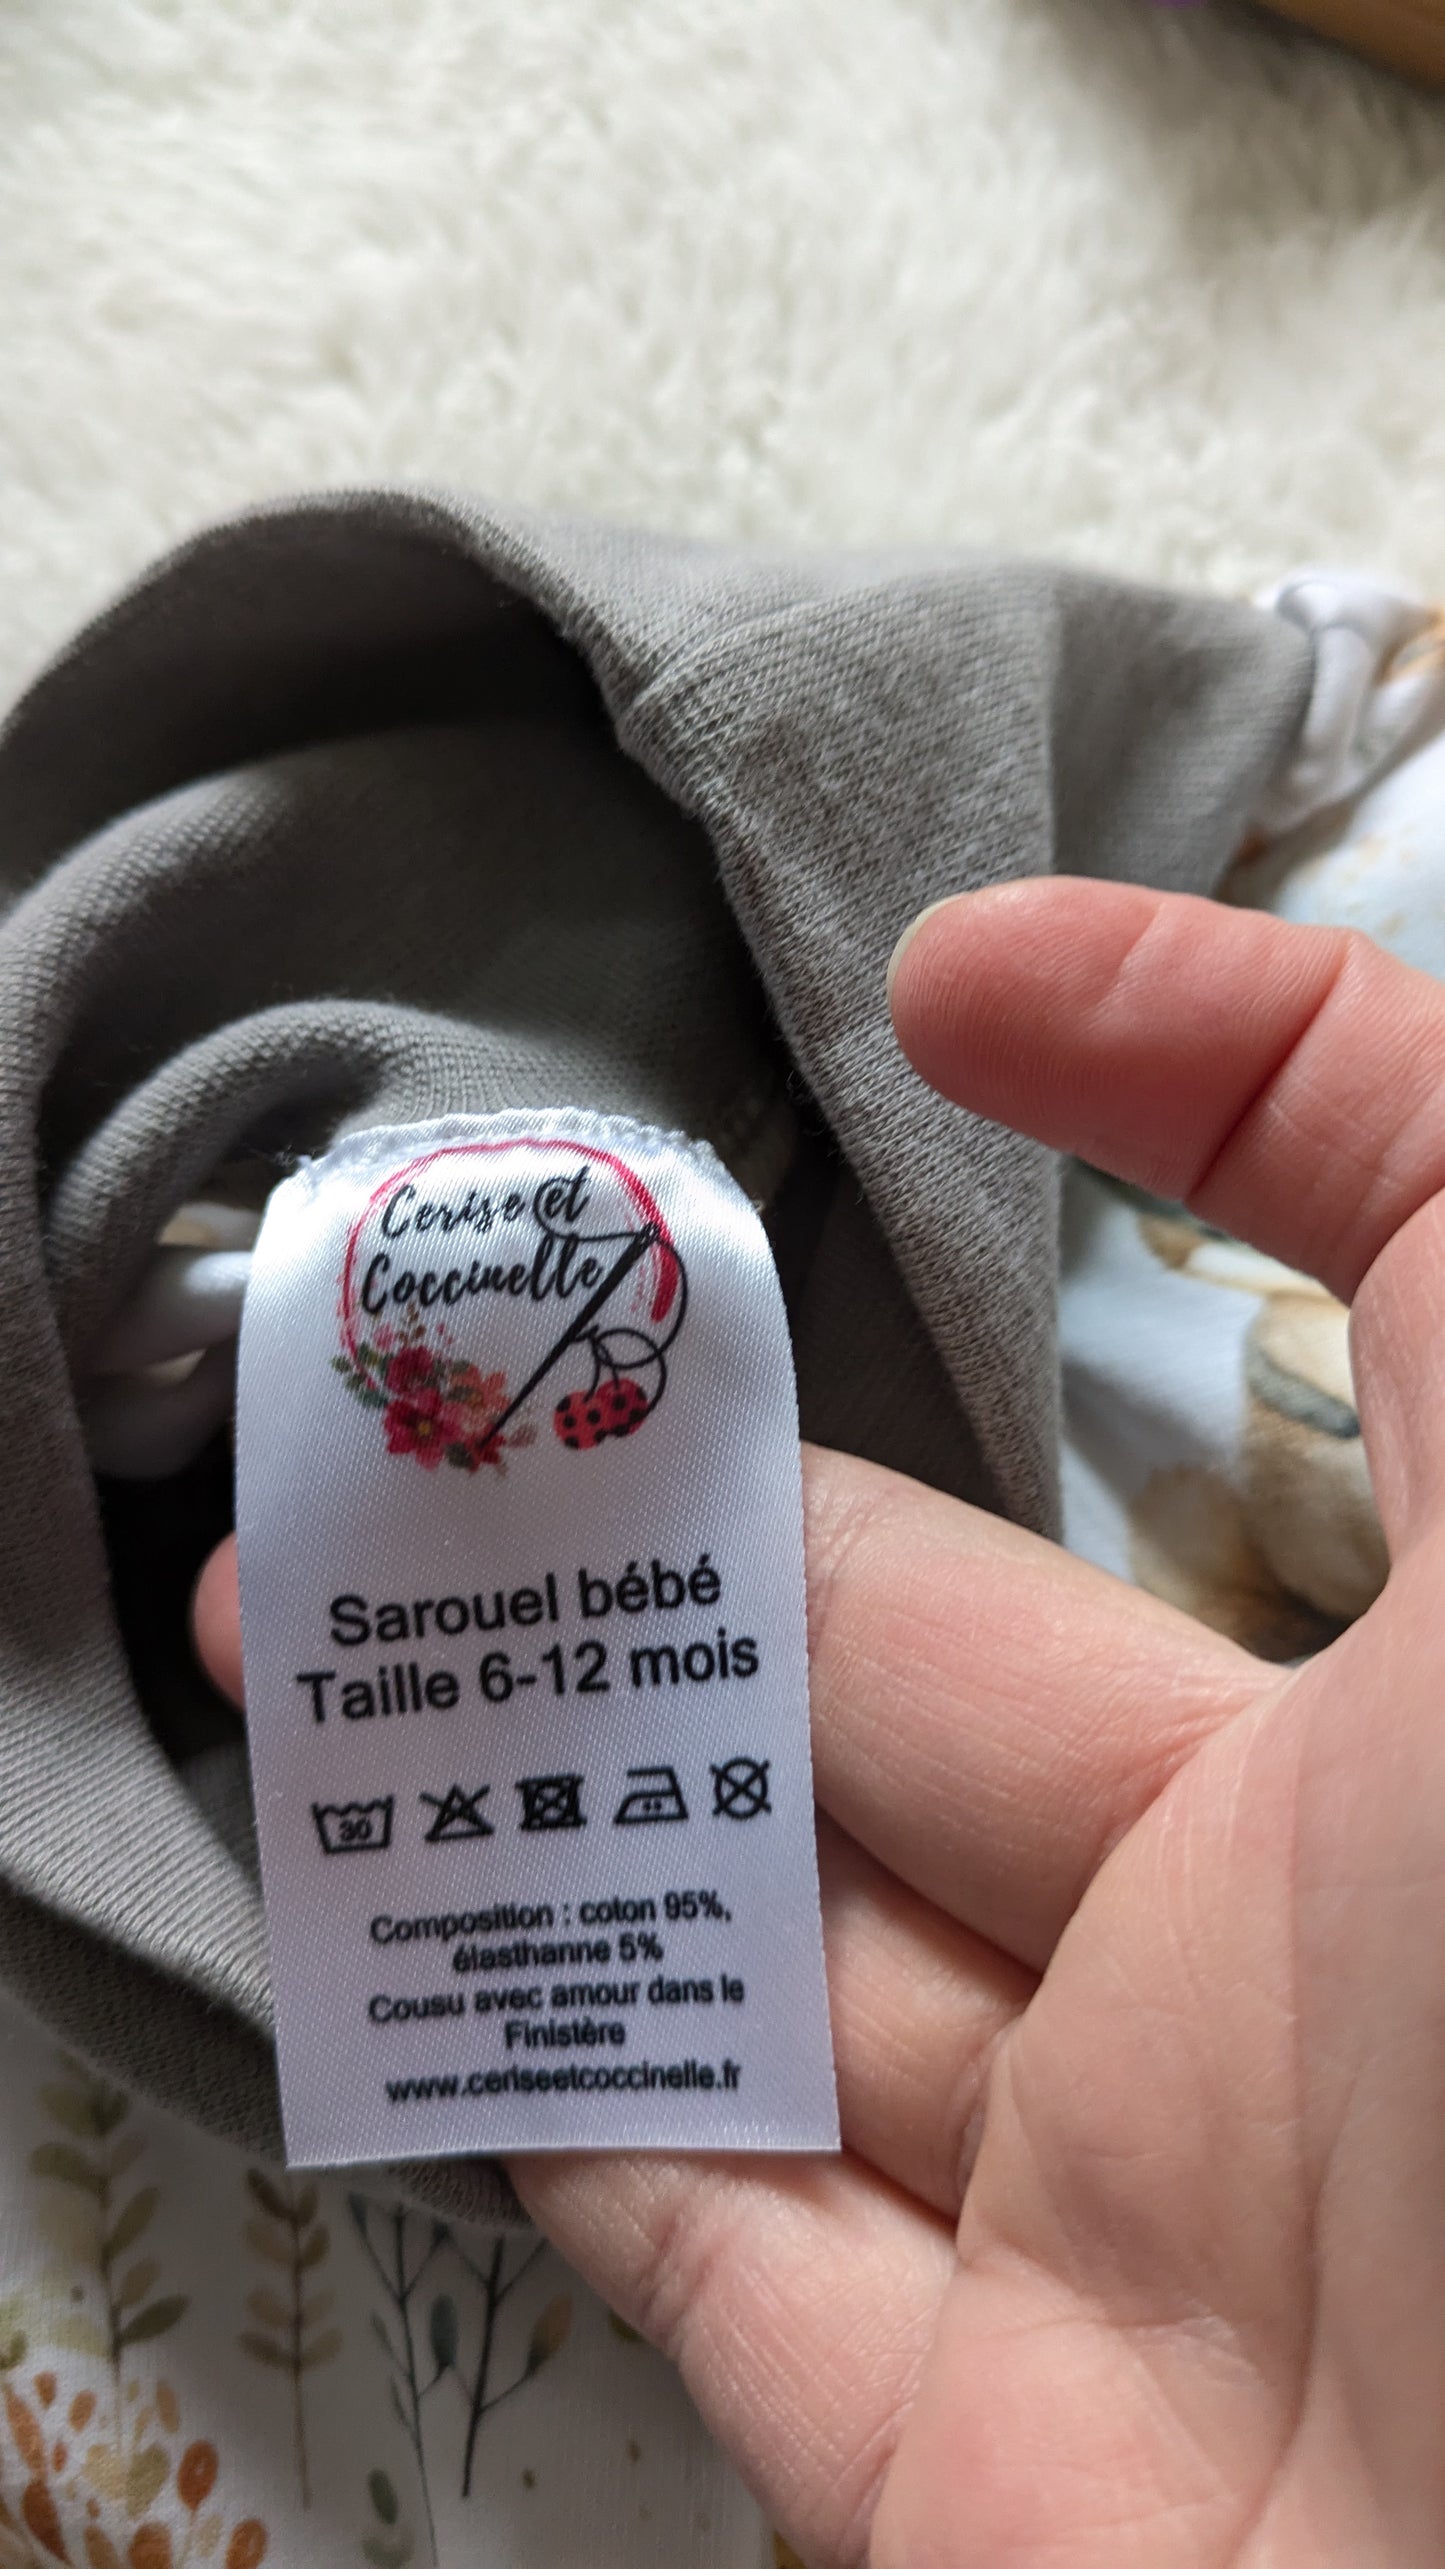 Cerise et
Coccinelle
Sarouel bébé
Taille 6-12 mois
30
Composition : coton 95%,
élasthanne 5%
Cousu avec amour dans le
Finistère
www.ceriseetcoccinelle.fr